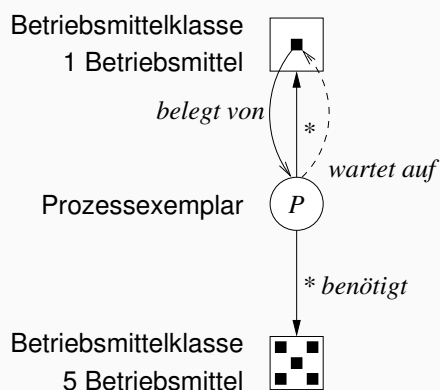 Betriebsmittelklasse
1 Betriebsmittel
belegt von
*
wartet auf
Prozessexemplar
P
* benötigt
Betriebsmittelklasse
5 Betriebsmittel